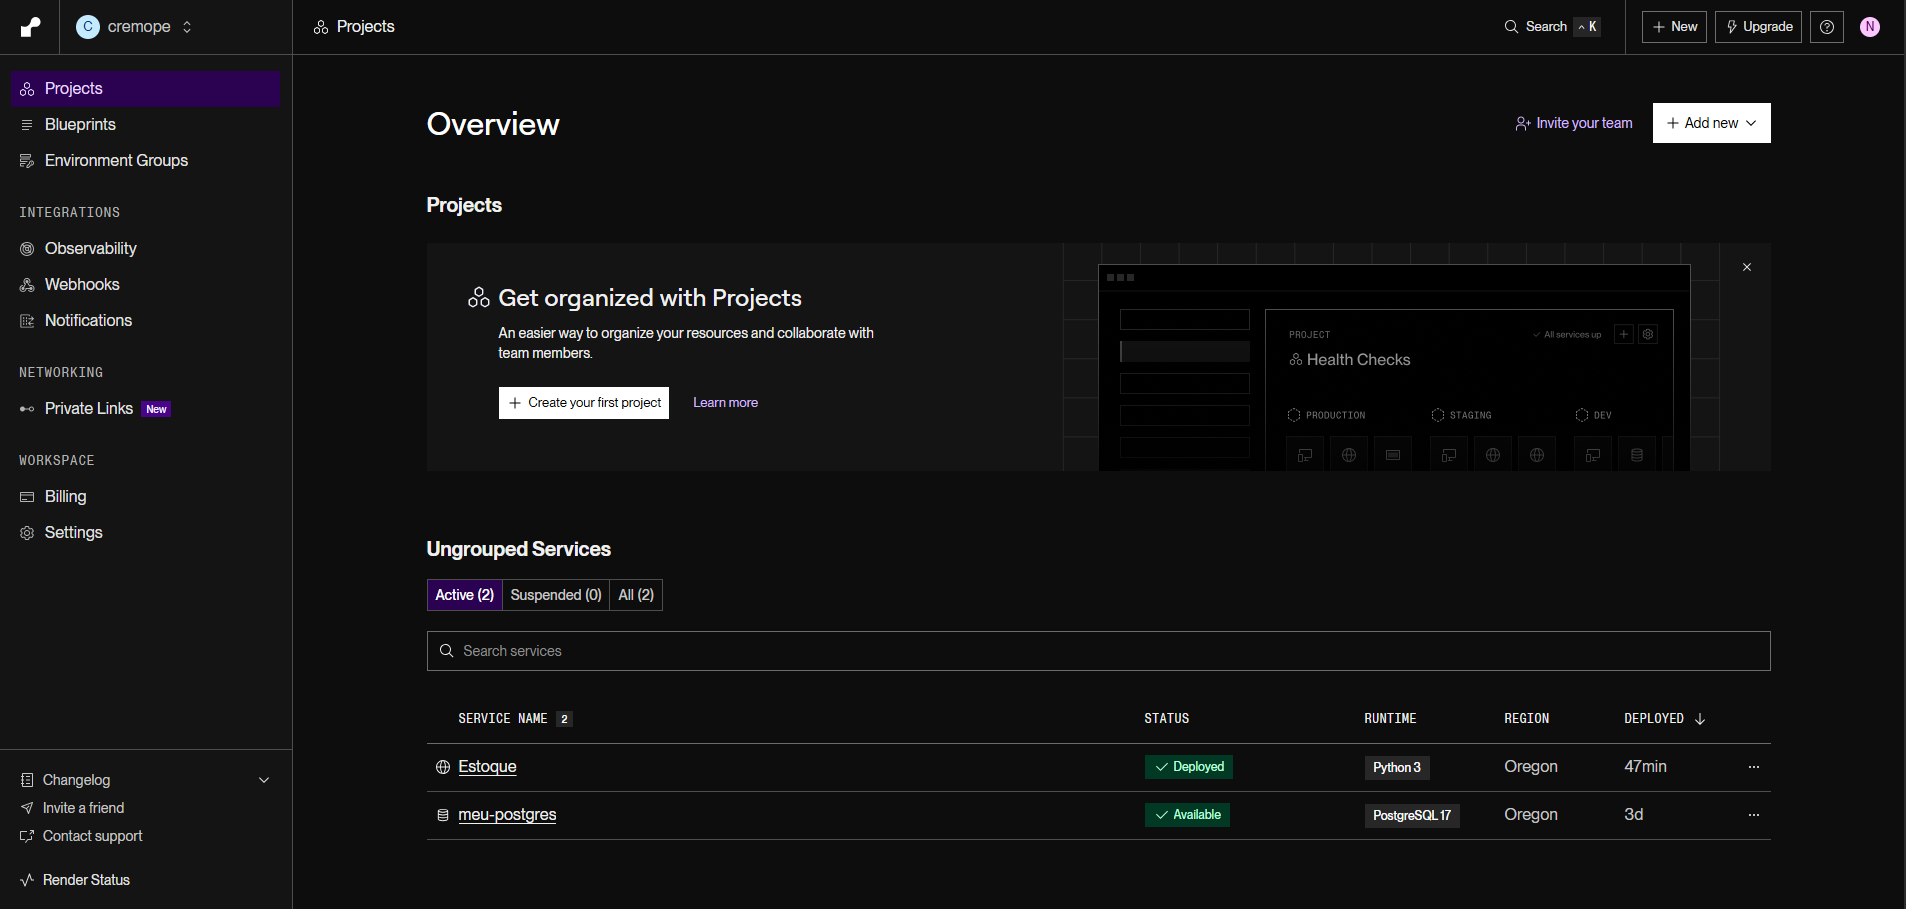 C cremope
Projects
Search ^ K
+ New
Upgrade
N
Projects
Blueprints
Environment Groups
INTEGRATIONS
Observability
Webhooks
Notifications
NETWORKING
Private Links New
WORKSPACE
Billing
Settings
Changelog
Invite a friend
Contact support
Render Status
Overview
Invite your team
+ Add new
Projects
Get organized with Projects
An easier way to organize your resources and collaborate with
team members.
+ Create your first project
Learn more
PROJECT
All services up
Health Checks
PRODUCTION
STAGING
DEV
Ungrouped Services
Active (2)
Suspended (0)
All (2)
Search services
SERVICE NAME 2 STATUS RUNTIME REGION DEPLOYED ↓
Estoque Deployed Python 3 Oregon 47min ···
meu-postgres Available PostgreSQL 17 Oregon 3d ···